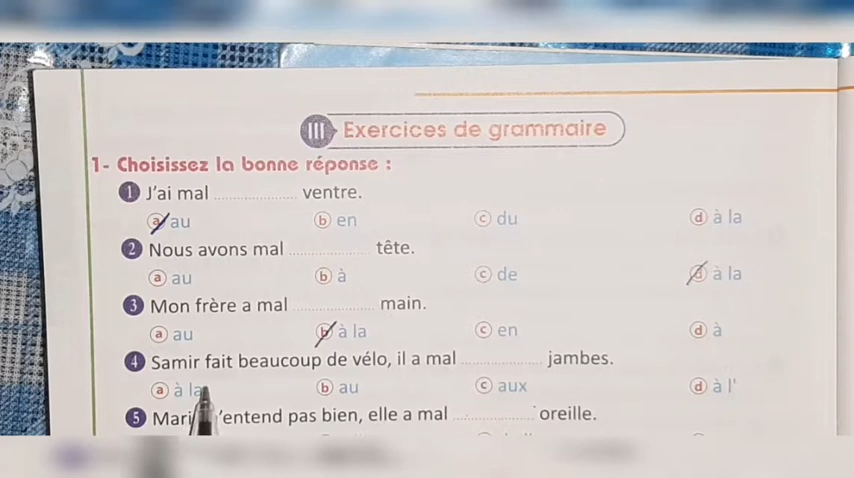 III Exercices de grammaire
1- Choisissez la bonne réponse :
1 J'ai mal .................... ventre.
a au b en c du d à la
2 Nous avons mal .................... tête.
a au b à c de d à la
3 Mon frère a mal .................... main.
a au b à la c en d à
4 Samir fait beaucoup de vélo, il a mal .................... jambes.
a à la b au c aux d à l'
5 'entend pas bien, elle a mal .................... oreille.